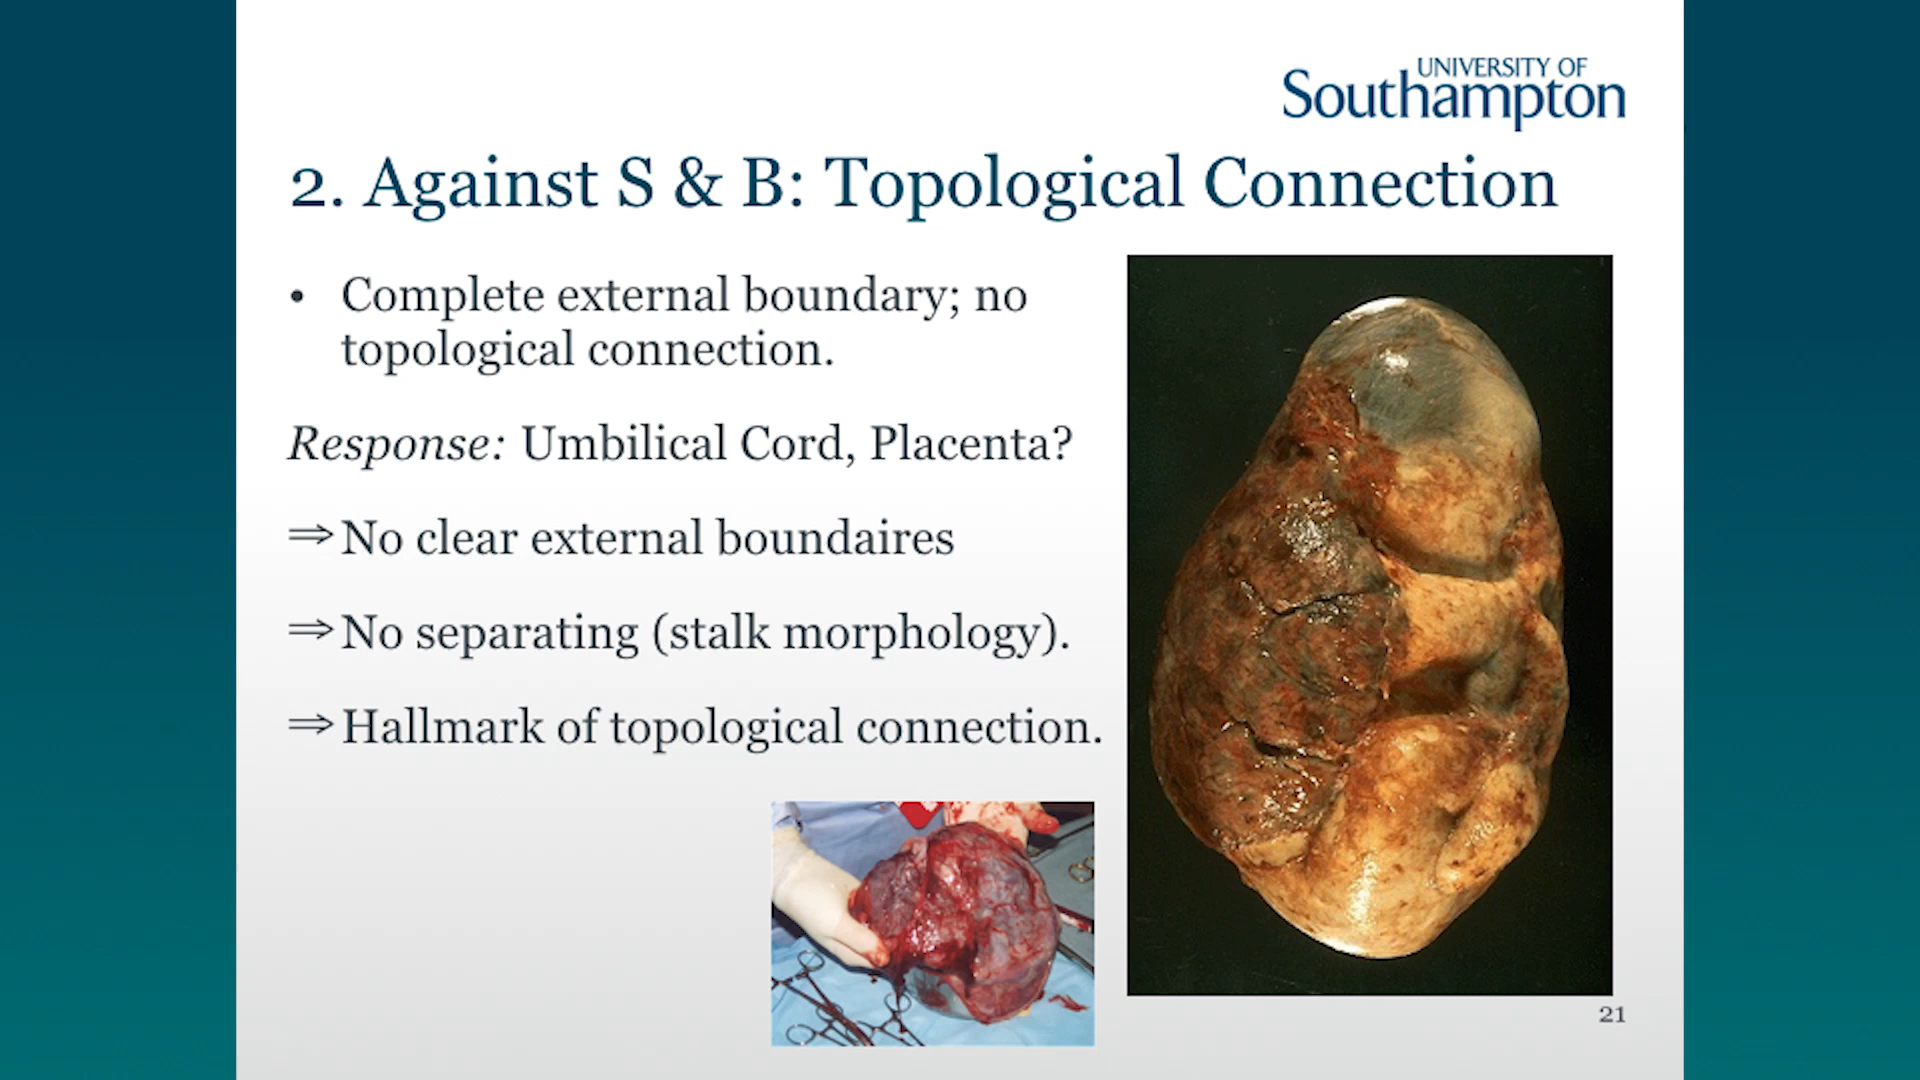 UNIVERSITY OF
Southampton
2. Against S & B: Topological Connection
• Complete external boundary; no
topological connection.
Response: Umbilical Cord, Placenta?
⇒ No clear external boundaires
⇒ No separating (stalk morphology).
⇒ Hallmark of topological connection.
21